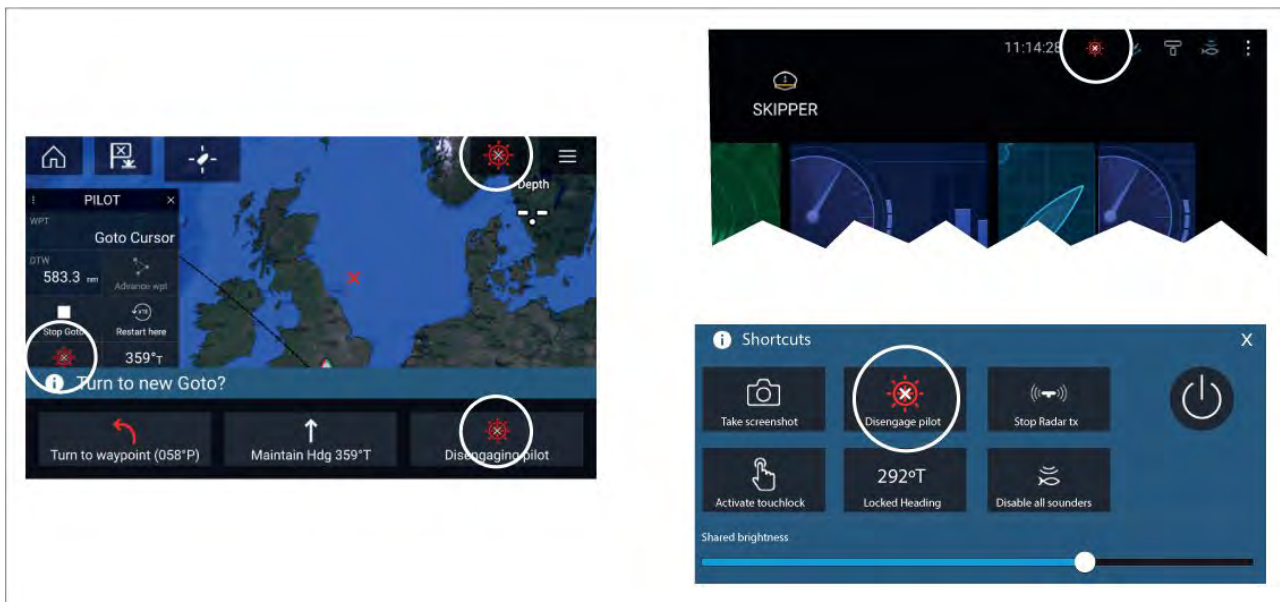 Depth
PILOT
WPT
Goto Cursor
DTW
583.3 nm
Advance wpt
Stop Goto
Restart here
359°T
Turn to new Goto?
Turn to waypoint (058°P)
Maintain Hdg 359°T
Disengaging pilot
11:14:28
SKIPPER
Shortcuts
X
Take screenshot
Disengage pilot
Stop Radar tx
Activate touchlock
292°T
Locked Heading
Disable all sounders
Shared brightness